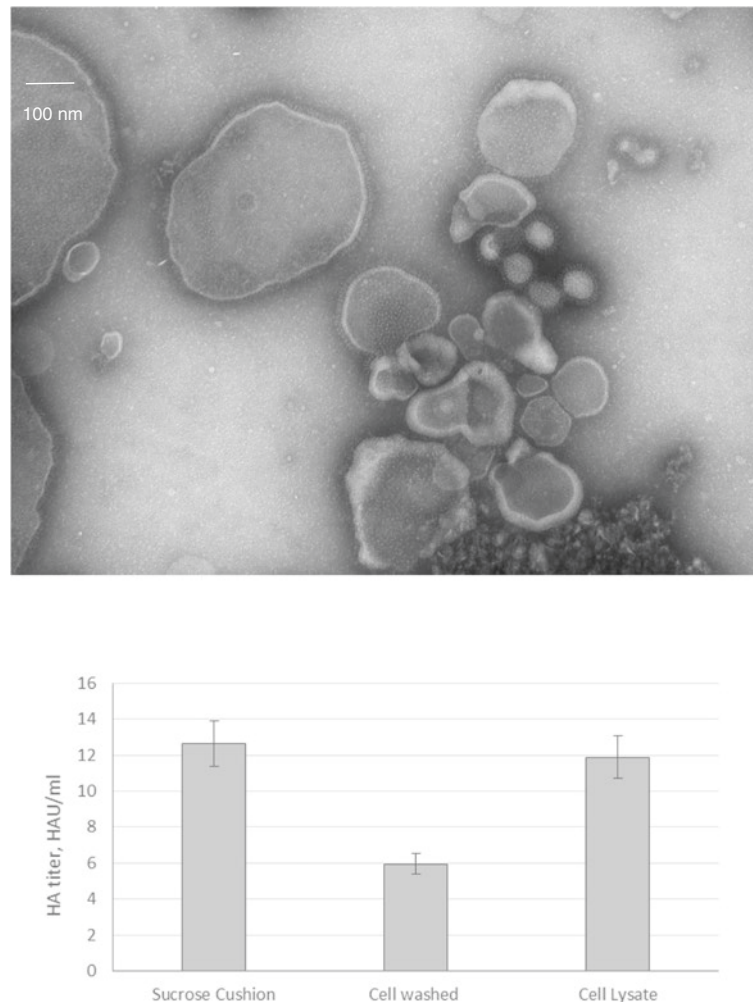 100 nm
16
14
12
10
8
6
4
2
0
HA titer, HAU/ml
Sucrose Cushion
Cell washed
Cell Lysate